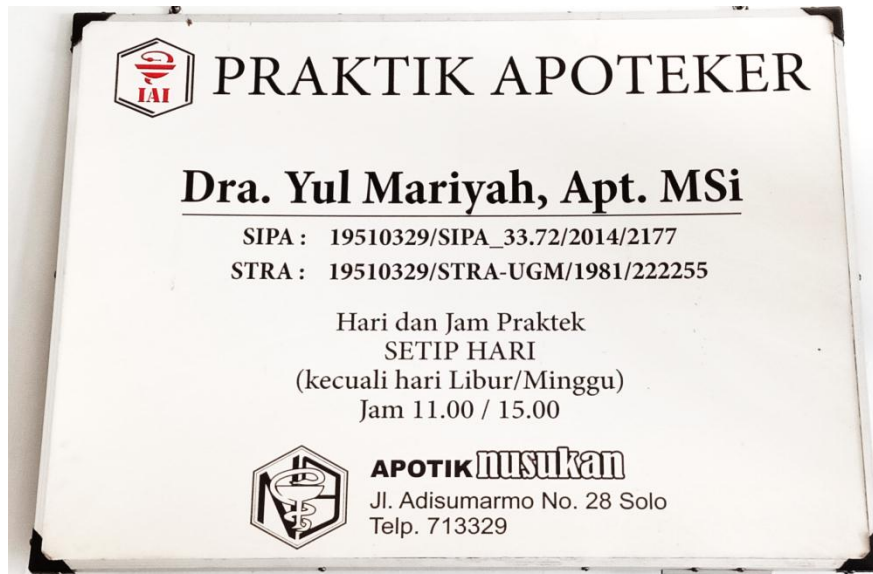 IAI
PRAKTIK APOTEKER
Dra. Yul Mariyah, Apt. MSi
SIPA : 19510329/SIPA_33.72/2014/2177
STRA : 19510329/STRA-UGM/1981/222255
Hari dan Jam Praktek
SETIP HARI
(kecuali hari Libur/Minggu)
Jam 11.00 / 15.00
APOTIK nusukan
Jl. Adisumarmo No. 28 Solo
Telp. 713329